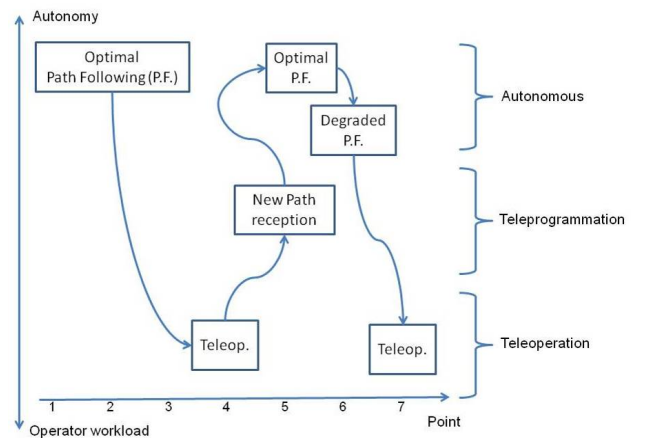 Autonomy
Optimal
Path Following (P.F.)
Optimal
P.F.
Degraded
P.F.
Autonomous
New Path
reception
Teleprogrammation
Teleop.
Teleop.
Teleoperation
1 2 3 4 5 6 7
Point
Operator workload